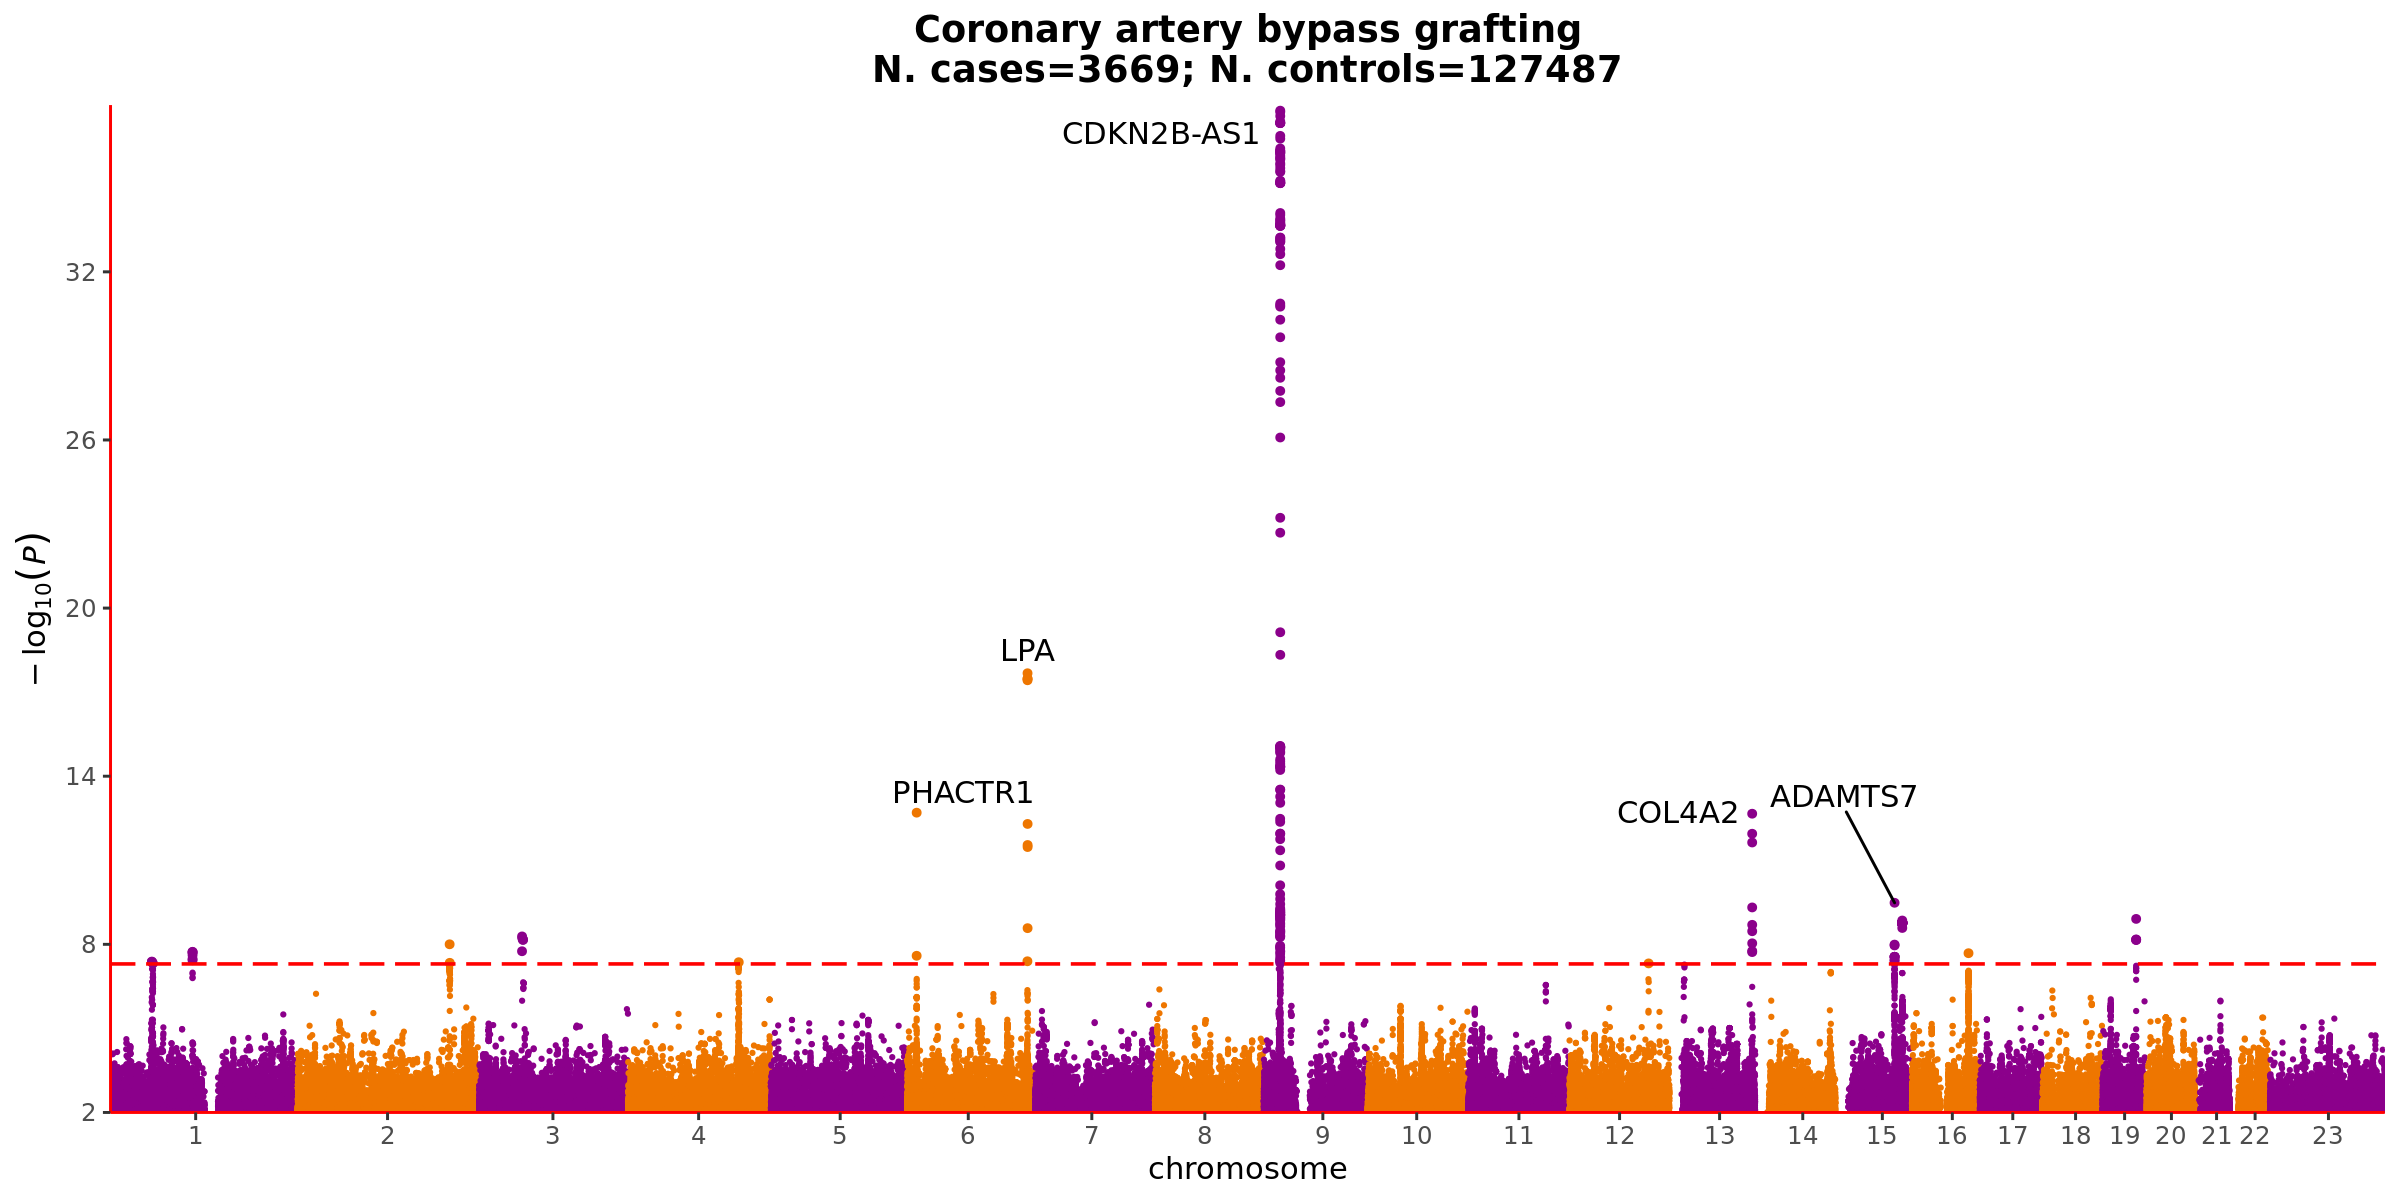 Coronary artery bypass grafting
N. cases=3669; N. controls=127487
CDKN2B-AS1
LPA
PHACTR1
COL4A2
ADAMTS7
−log10(P)
32
26
20
14
8
2
1 2 3 4 5 6 7 8 9 10 11 12 13 14 15 16 17 18 19 20 21 22 23
chromosome